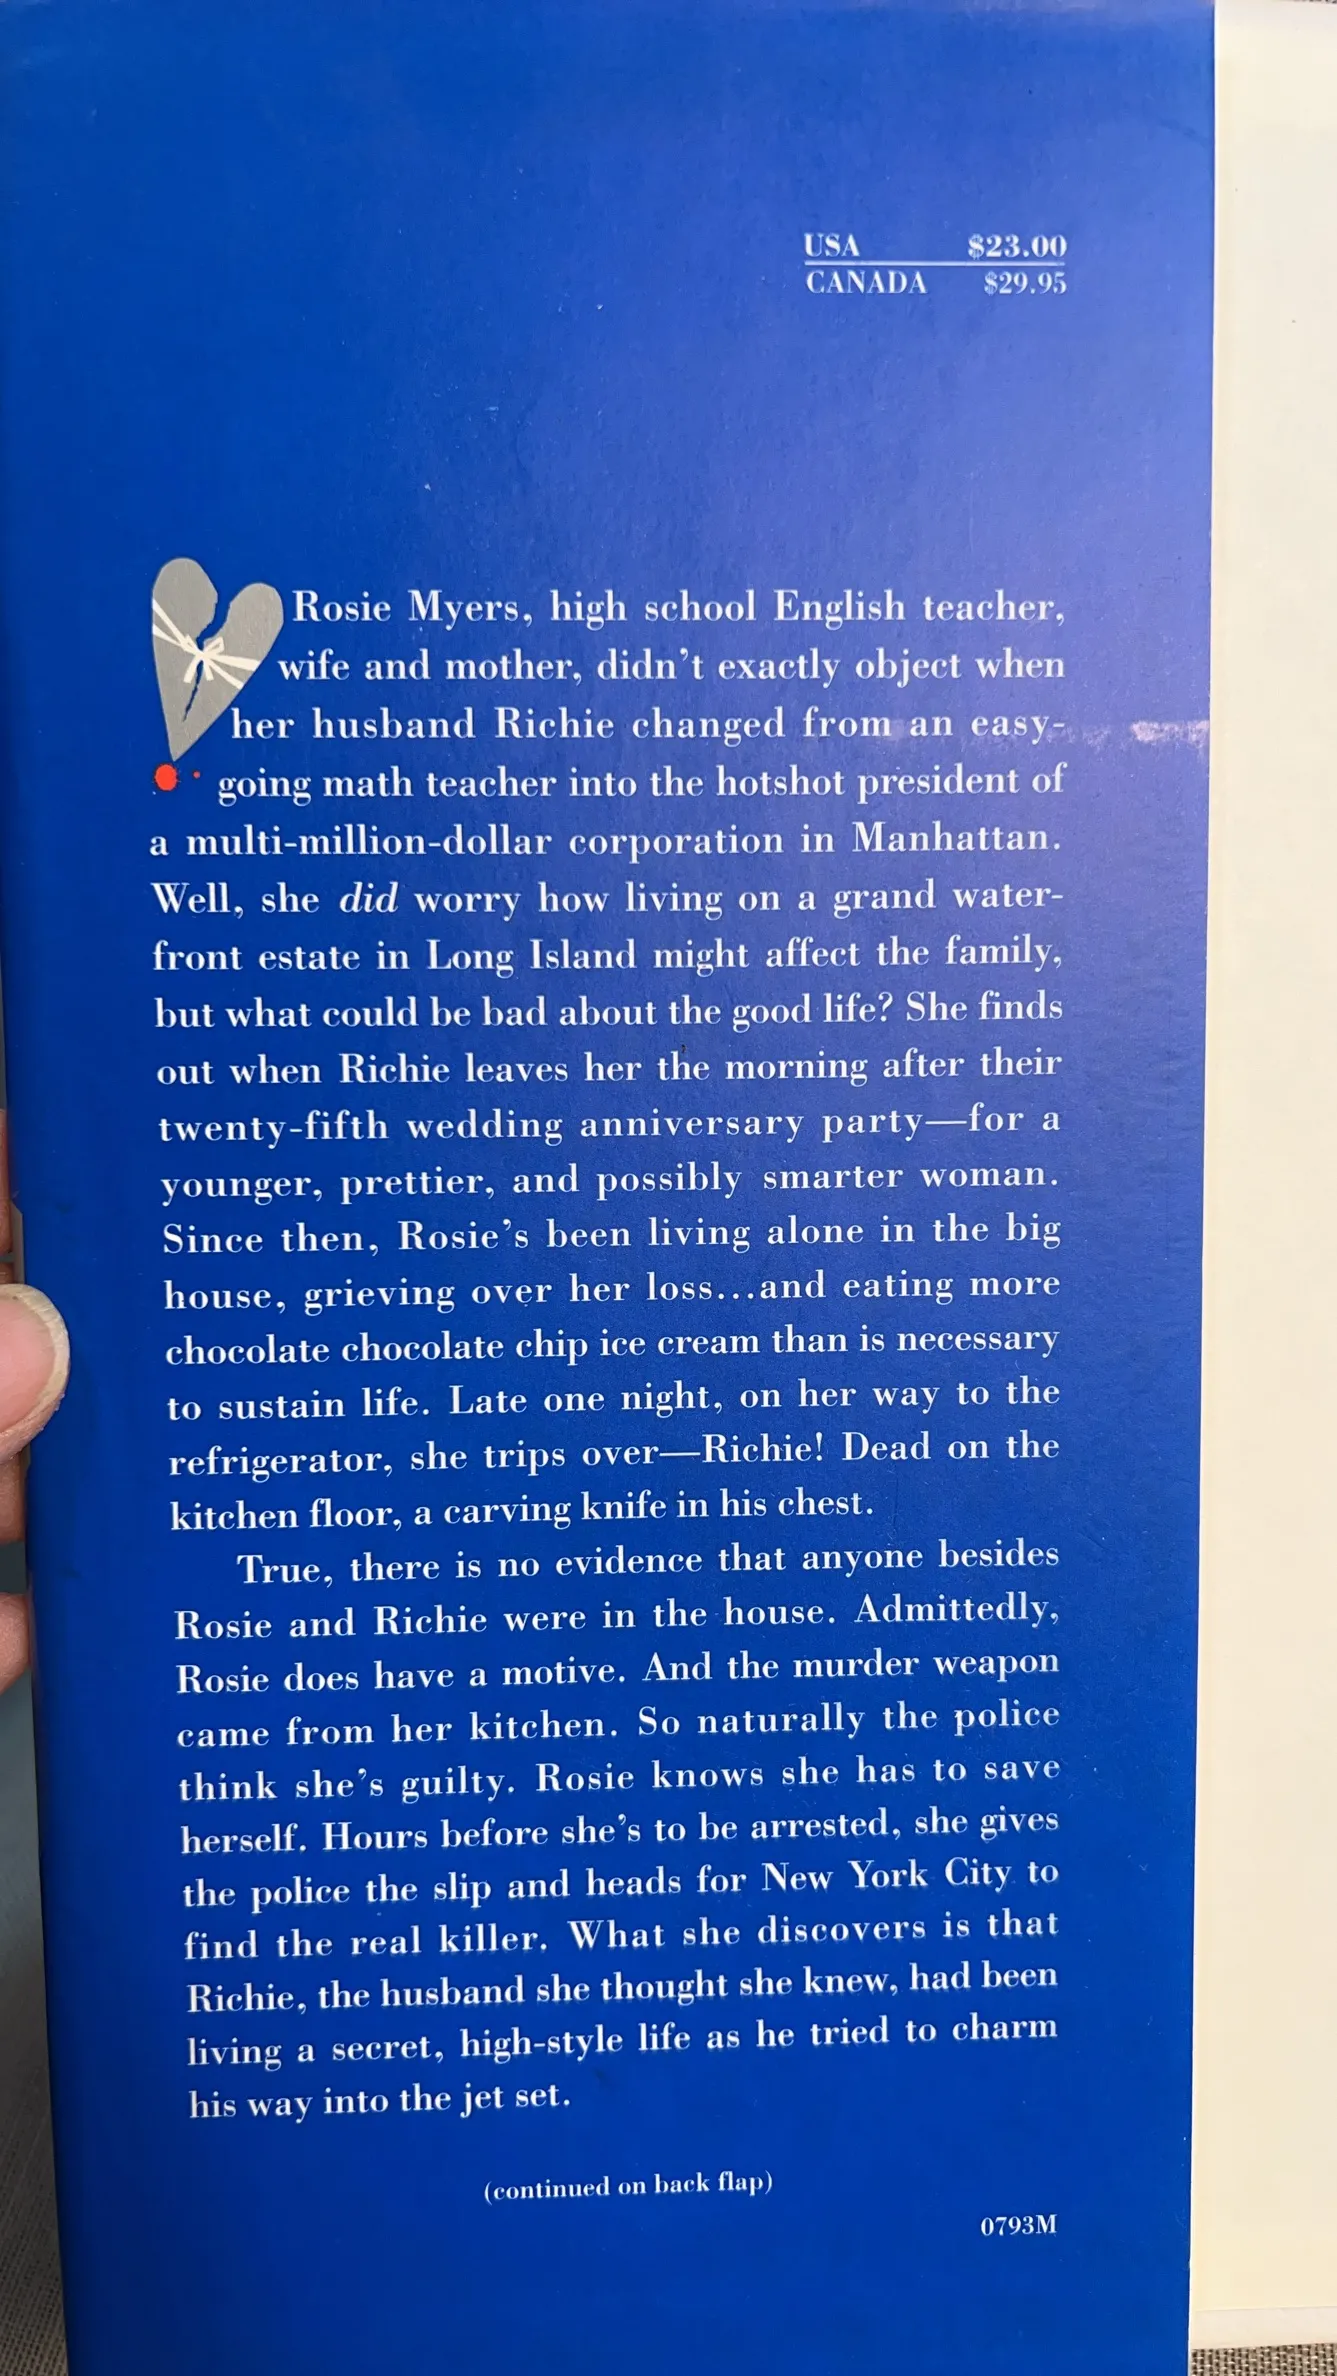 USA $23.00
CANADA $29.95
Rosie Myers, high school English teacher,
wife and mother, didn't exactly object when
her husband Richie changed from an easy-
going math teacher into the hotshot president of
a multi-million-dollar corporation in Manhattan.
Well, she did worry how living on a grand water-
front estate in Long Island might affect the family,
but what could be bad about the good life? She finds
out when Richie leaves her the morning after their
twenty-fifth wedding anniversary party—for a
younger, prettier, and possibly smarter woman.
Since then, Rosie's been living alone in the big
house, grieving over her loss...and eating more
chocolate chocolate chip ice cream than is necessary
to sustain life. Late one night, on her way to the
refrigerator, she trips over—Richie! Dead on the
kitchen floor, a carving knife in his chest.
True, there is no evidence that anyone besides
Rosie and Richie were in the house. Admittedly,
Rosie does have a motive. And the murder weapon
came from her kitchen. So naturally the police
think she's guilty. Rosie knows she has to save
herself. Hours before she's to be arrested, she gives
the police the slip and heads for New York City to
find the real killer. What she discovers is that
Richie, the husband she thought she knew, had been
living a secret, high-style life as he tried to charm
his way into the jet set.
(continued on back flap)
0793M